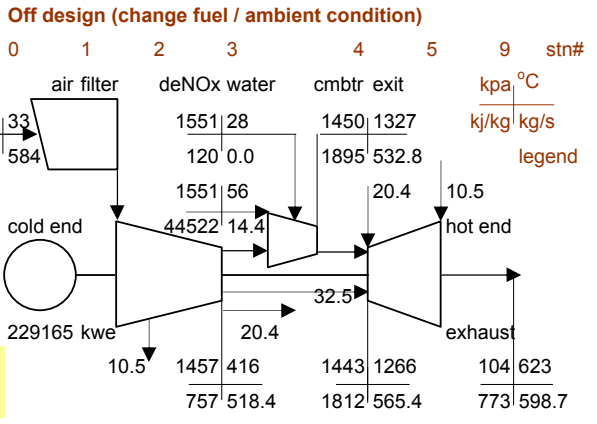 Off design (change fuel / ambient condition)
0 1 2 3 4 5 9 stn#
air filter deNOx water cmbtr exit kpa °C
33 1551 28 1450 1327 kj/kg kg/s
584 120 0.0 1895 532.8 legend
1551 56 20.4 10.5
cold end 44522 14.4 hot end
32.5
229165 kwe 20.4 exhaust
10.5 1457 416 1443 1266 104 623
757 518.4 1812 565.4 773 598.7